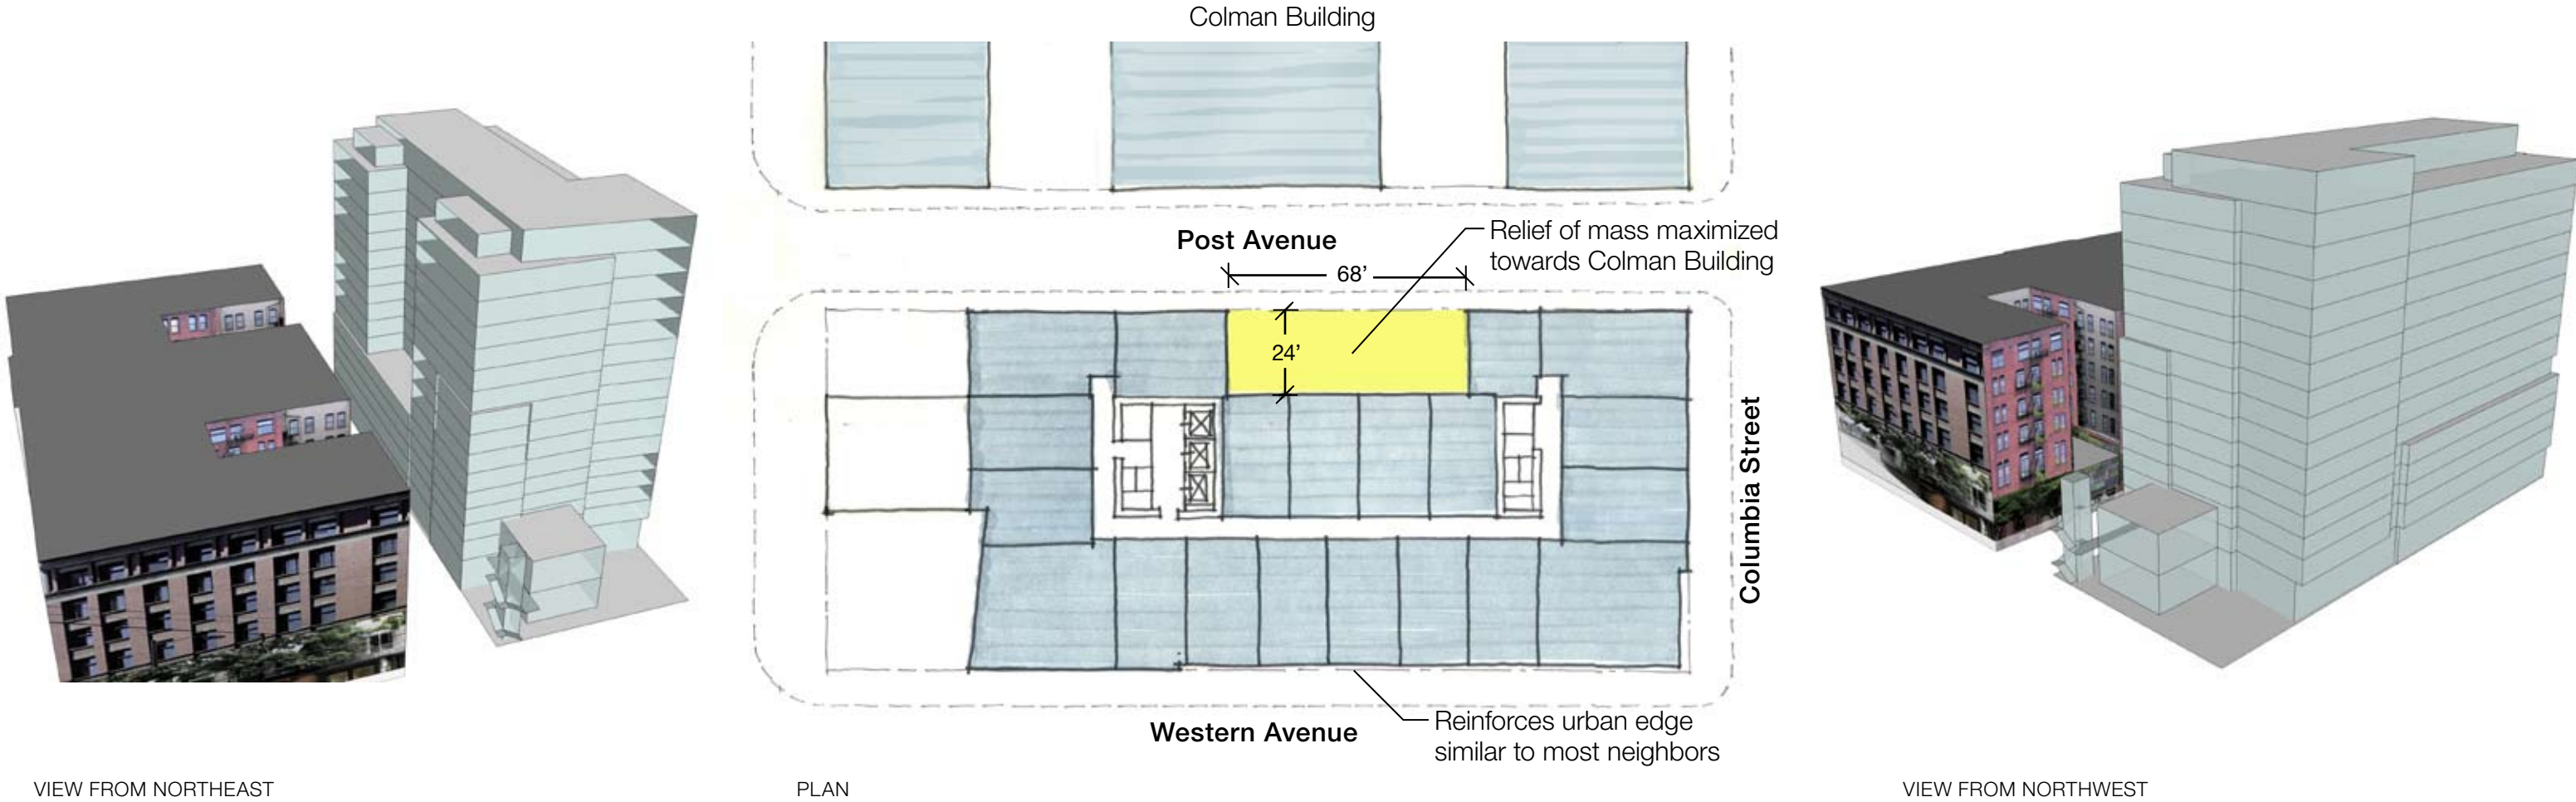 Colman Building
Post Avenue
Relief of mass maximized
towards Colman Building
68’
24’
Columbia Street
Western Avenue
Reinforces urban edge
similar to most neighbors
VIEW FROM NORTHEAST
PLAN
VIEW FROM NORTHWEST